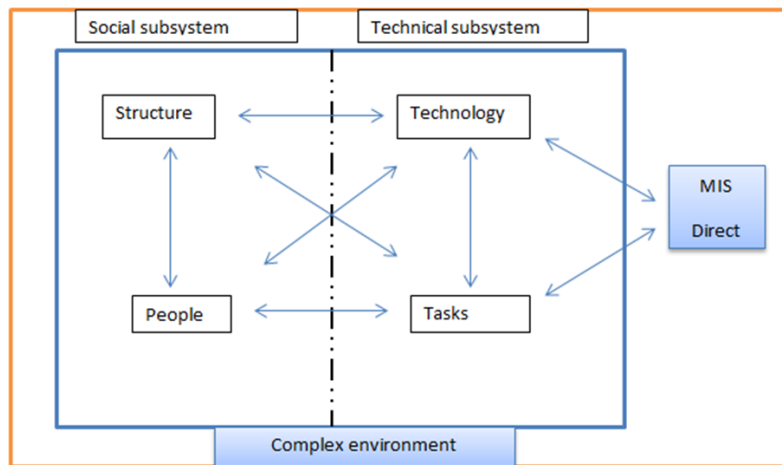 Social subsystem
Technical subsystem
Structure
Technology
MIS
Direct
People
Tasks
Complex environment